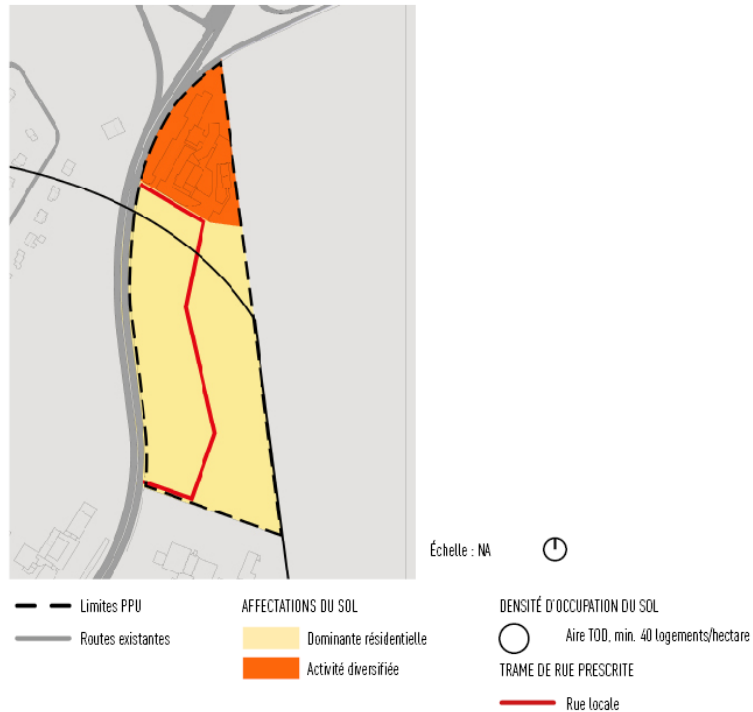 Échelle : NA
Limites PPU
Routes existantes
AFFECTATIONS DU SOL
Dominante résidentielle
Activité diversifiée
DENSITÉ D'OCCUPATION DU SOL
Aire TOD, min. 40 logements/hectare
TRAME DE RUE PRESCRITE
Rue locale